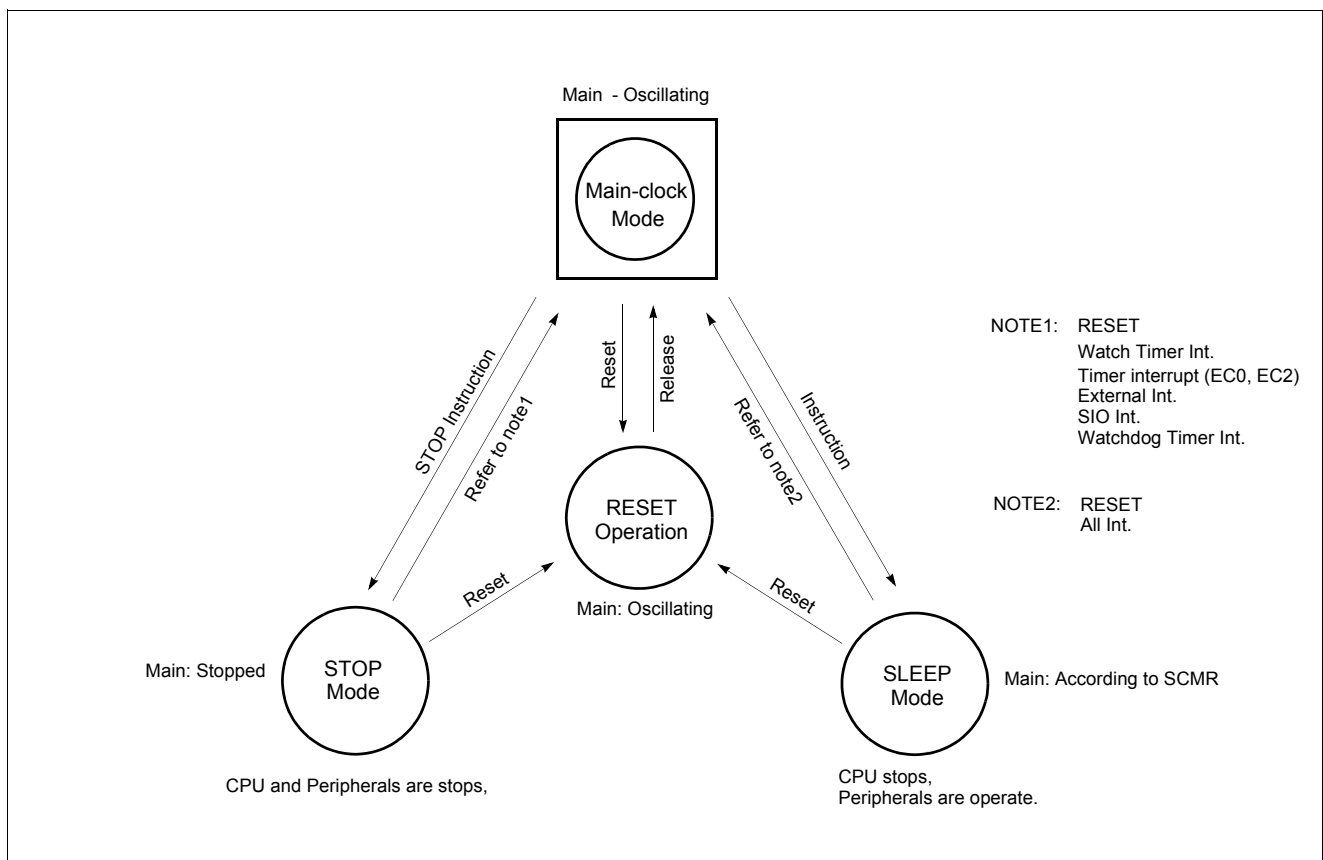 Main - Oscillating
Main-clock
Mode
STOP Instruction
Refer to note1
Reset
Release
Refer to note2
Instruction
NOTE1: RESET
Watch Timer Int.
Timer interrupt (EC0, EC2)
External Int.
SIO Int.
Watchdog Timer Int.
NOTE2: RESET
All Int.
RESET
Operation
Main: Oscillating
Reset
Reset
Main: Stopped
STOP
Mode
CPU and Peripherals are stops,
SLEEP
Mode
Main: According to SCMR
CPU stops,
Peripherals are operate.